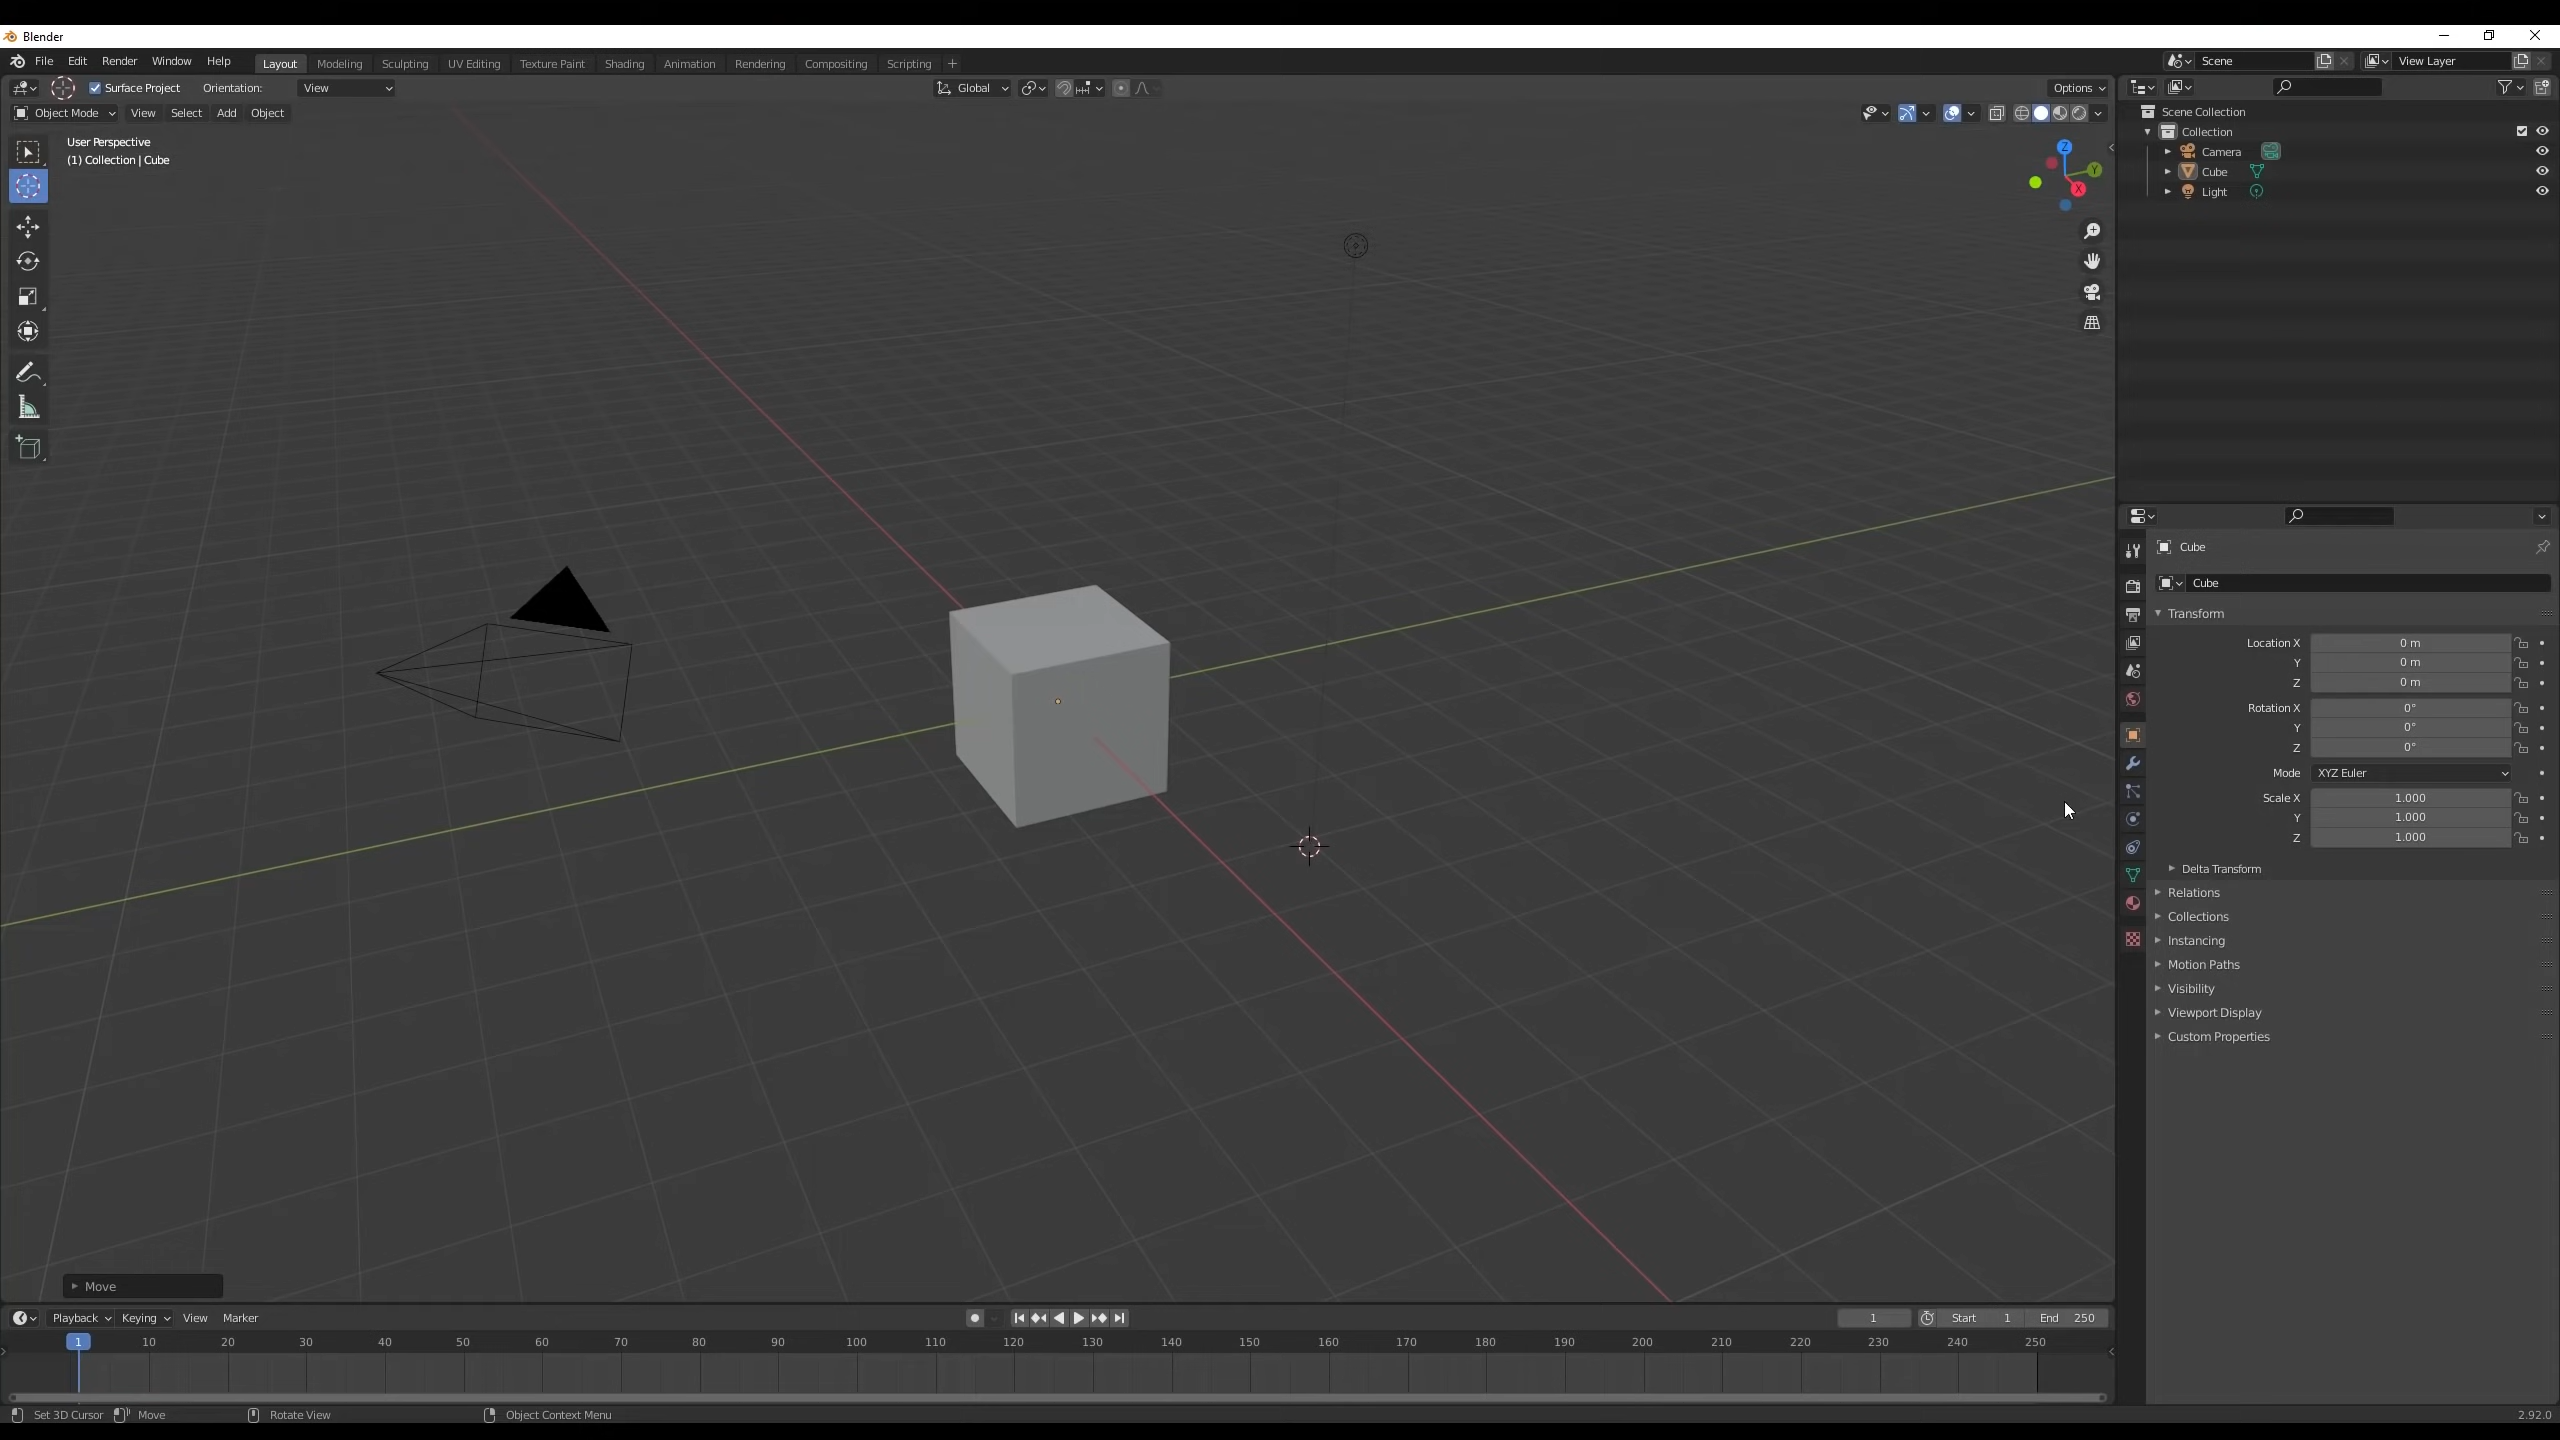 Blender
File Edit Render Window Help Layout Modeling Sculpting UV Editing Texture Paint Shading Animation Rendering Compositing Scripting + Scene View Layer
Surface Project Orientation: View Global Options
Object Mode View Select Add Object
User Perspective
(1) Collection | Cube
Z
Y
X
Move
Playback Keying View Marker 1 Start 1 End 250
1 10 20 30 40 50 60 70 80 90 100 110 120 130 140 150 160 170 180 190 200 210 220 230 240 250
Set 3D Cursor Move Rotate View Object Context Menu 2.92.0
Scene Collection
Collection
Camera
Cube
Light
Cube
Cube
Transform
Location X 0 m
Y 0 m
Z 0 m
Rotation X 0°
Y 0°
Z 0°
Mode XYZ Euler
Scale X 1.000
Y 1.000
Z 1.000
Delta Transform
Relations
Collections
Instancing
Motion Paths
Visibility
Viewport Display
Custom Properties